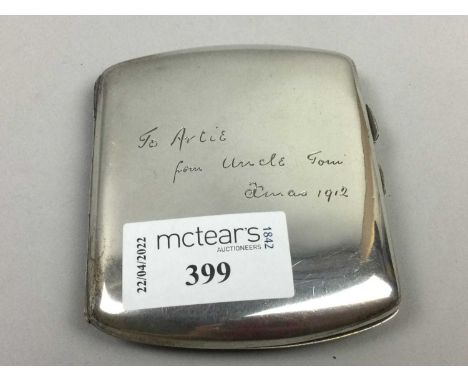 To Artie
from Uncle Tom
Xmas 1912
22/04/2022
mctear's
AUCTIONEERS
1842
399